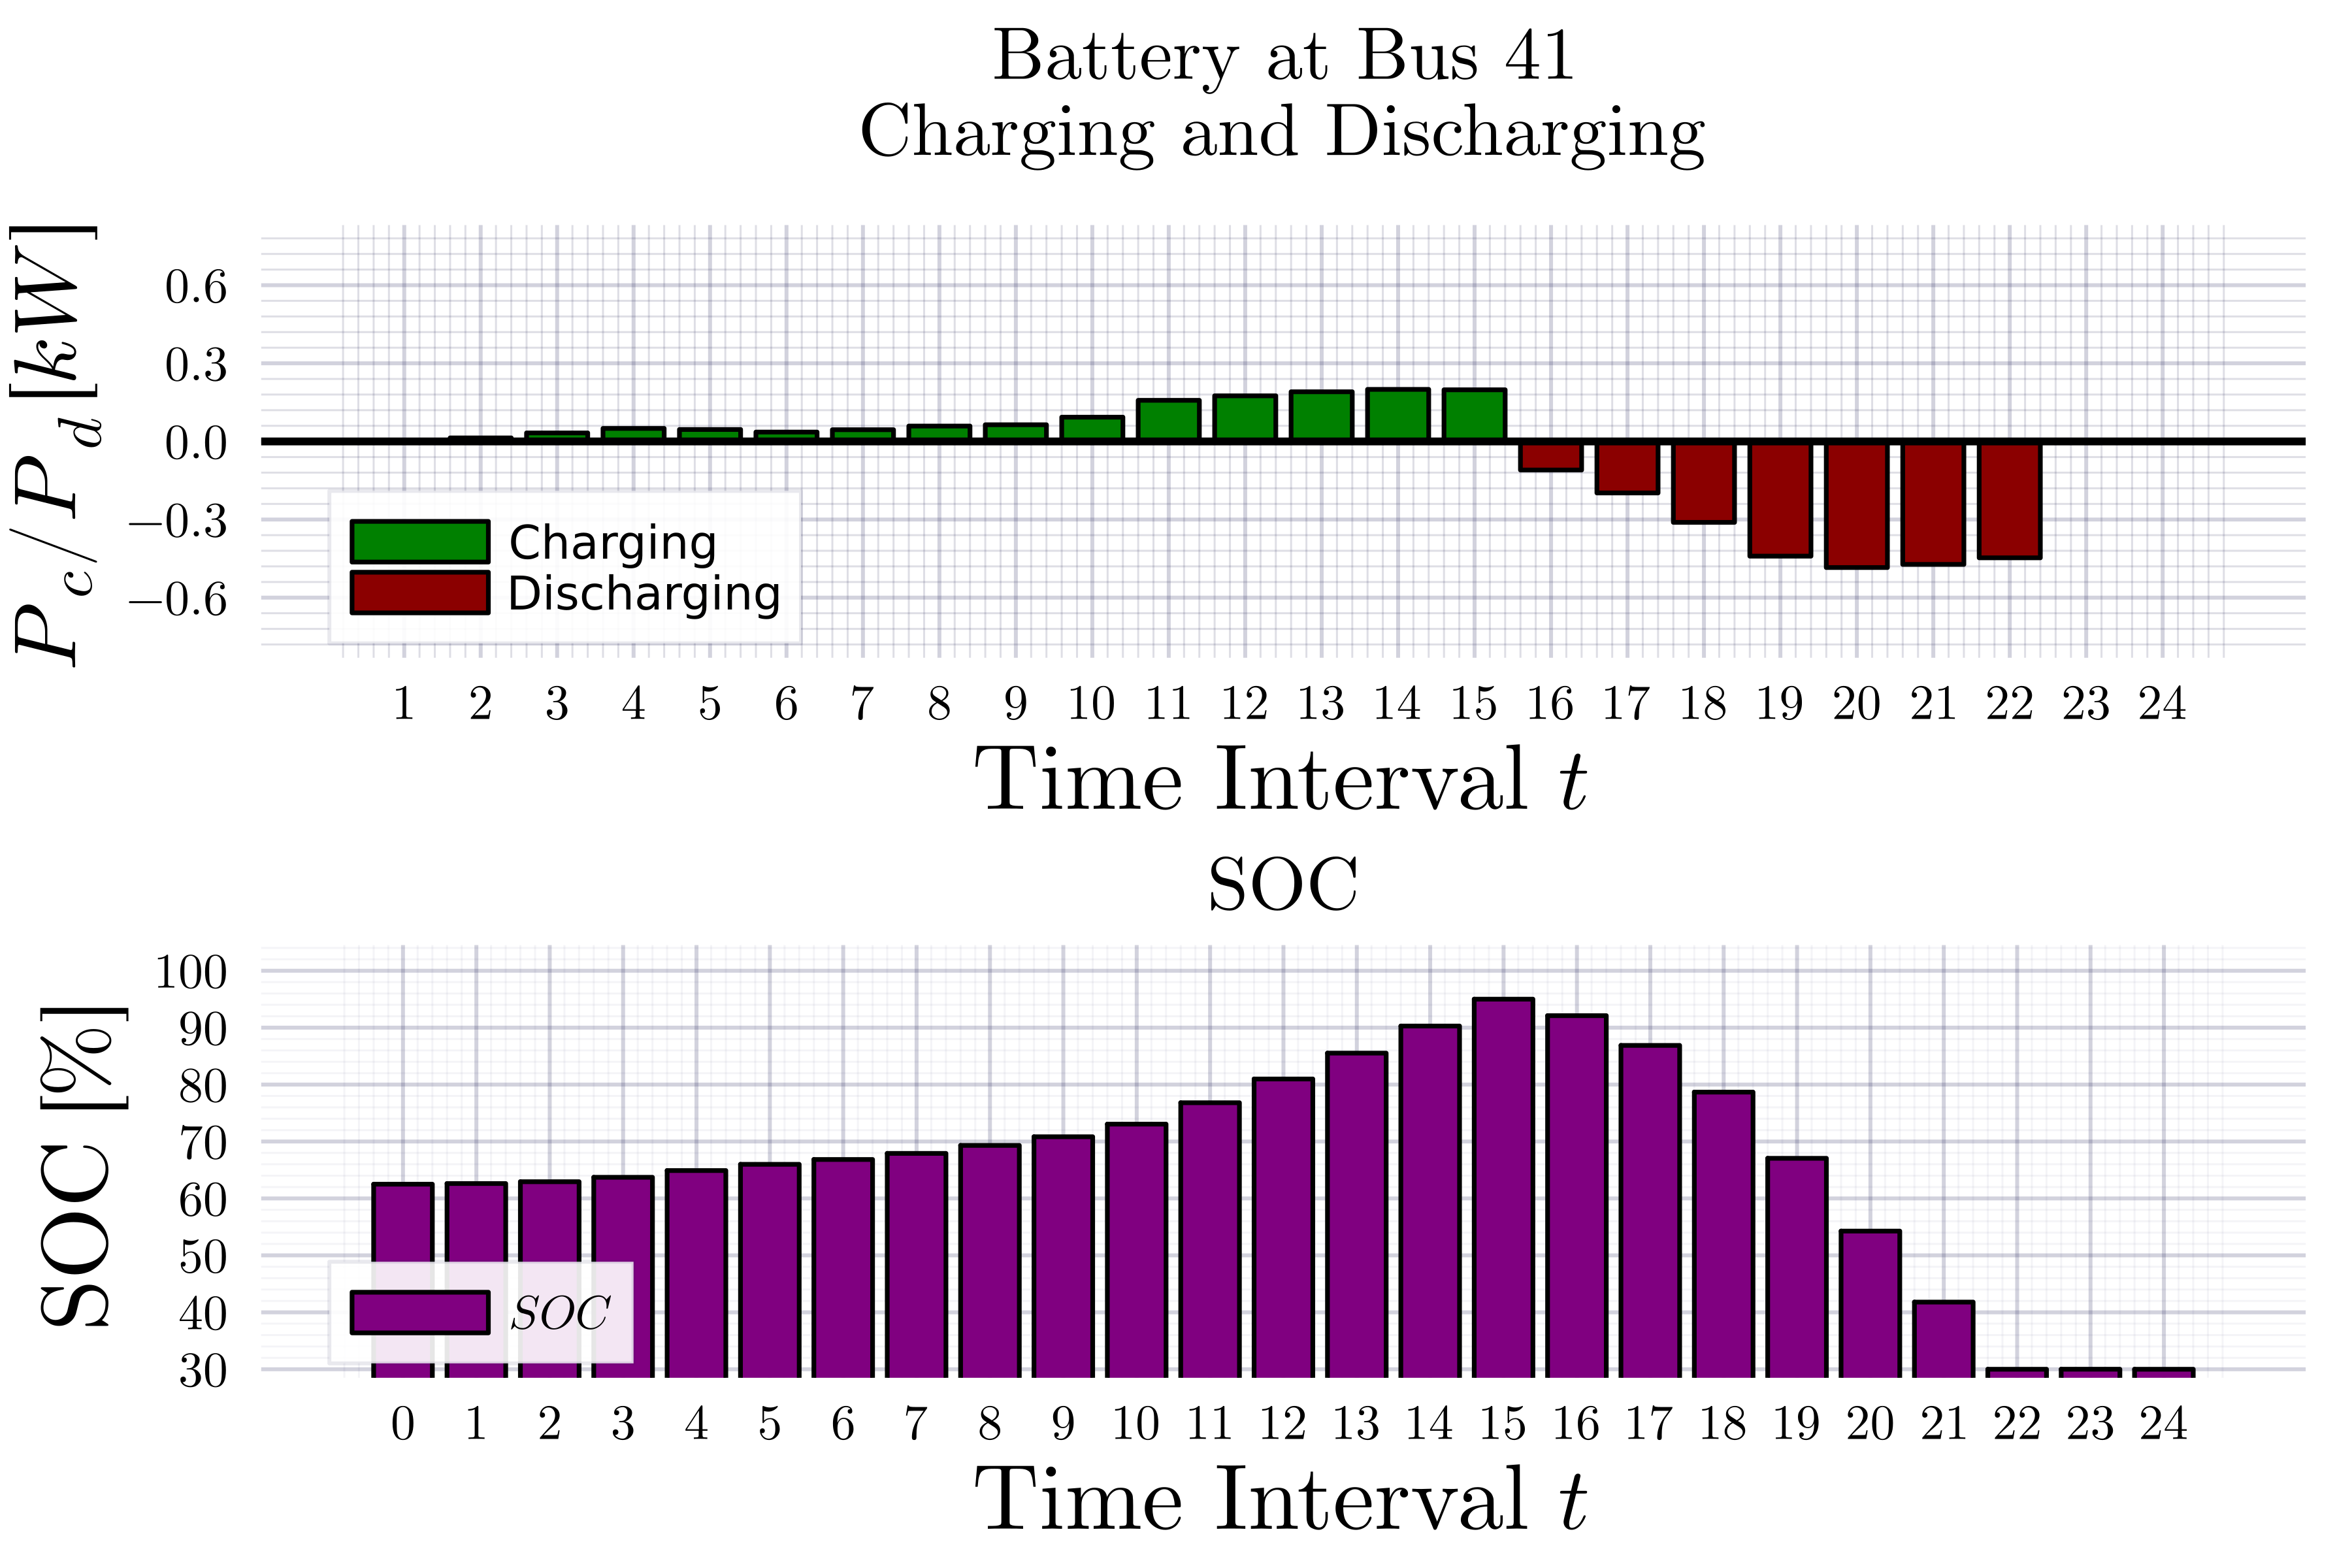 Battery at Bus 41
Charging and Discharging
P_c/P_d [kW]
0.6
0.3
0.0
−0.3
−0.6
Charging
Discharging
1 2 3 4 5 6 7 8 9 10 11 12 13 14 15 16 17 18 19 20 21 22 23 24
Time Interval t
SOC
SOC [%]
100
90
80
70
60
50
40
30
SOC
0 1 2 3 4 5 6 7 8 9 10 11 12 13 14 15 16 17 18 19 20 21 22 23 24
Time Interval t